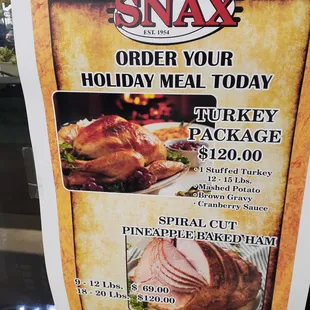 SNAX
EST. 1954
ORDER YOUR
HOLIDAY MEAL TODAY
TURKEY
PACKAGE
$120.00
1 Stuffed Turkey
12 - 15 Lbs.
• Mashed Potato
• Brown Gravy
• Cranberry Sauce
SPIRAL CUT
PINEAPPLE BAKED HAM
9 - 12 Lbs. $ 69.00
18 - 20 Lbs. $120.00